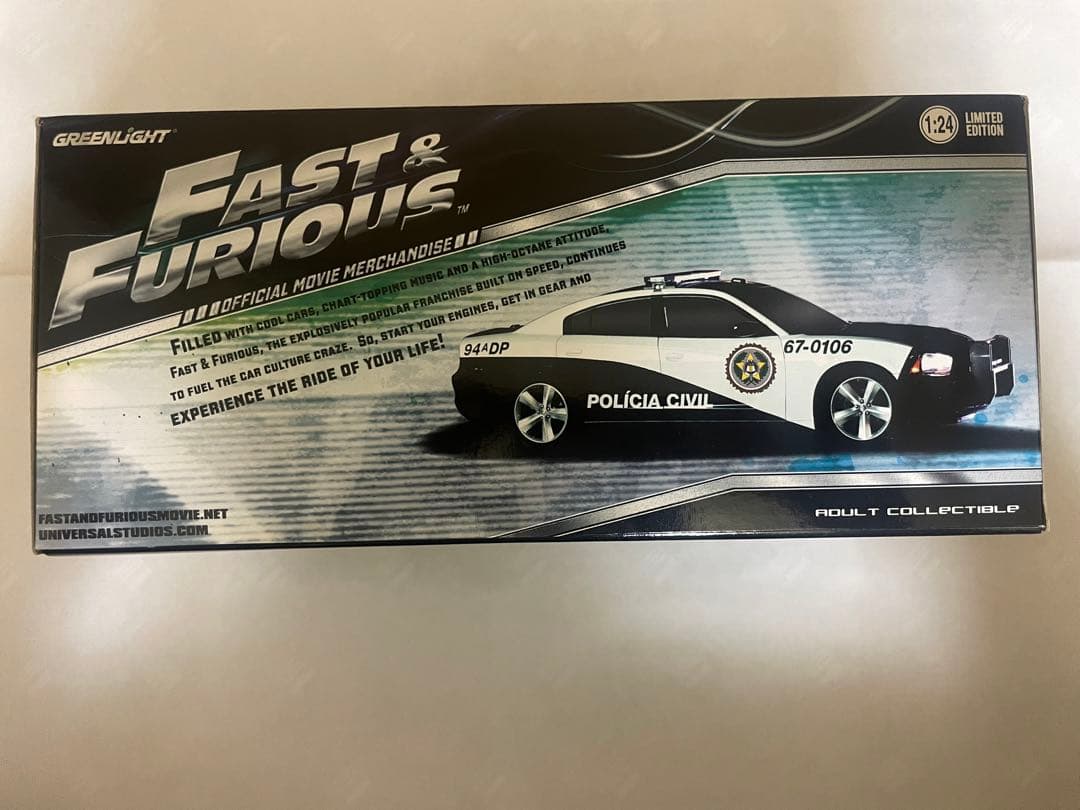 GREENLiGHT
1:24 LIMITED
EDITION
FAST &
FURIOUS™
OFFICIAL MOVIE MERCHANDISE
FILLED WITH COOL CARS, CHART-TOPPING MUSIC AND A HIGH-OCTANE ATTITUDE,
FAST & FURIOUS, THE EXPLOSIVELY POPULAR FRANCHISE BUILT ON SPEED, CONTINUES
TO FUEL THE CAR CULTURE CRAZE. SO, START YOUR ENGINES, GET IN GEAR AND
EXPERIENCE THE RIDE OF YOUR LIFE!
94ªDP
67-0106
POLÍCIA CIVIL
FASTANDFURIOUSMOVIE.NET
UNIVERSALSTUDIOS.COM
ADULT COLLECTIBLE